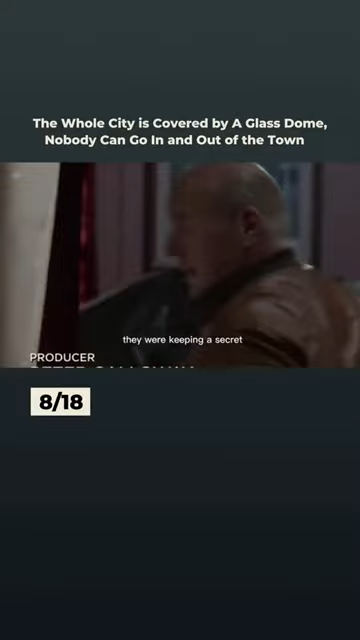 The Whole City is Covered by A Glass Dome,
Nobody Can Go In and Out of the Town
they were keeping a secret
PRODUCER
8/18